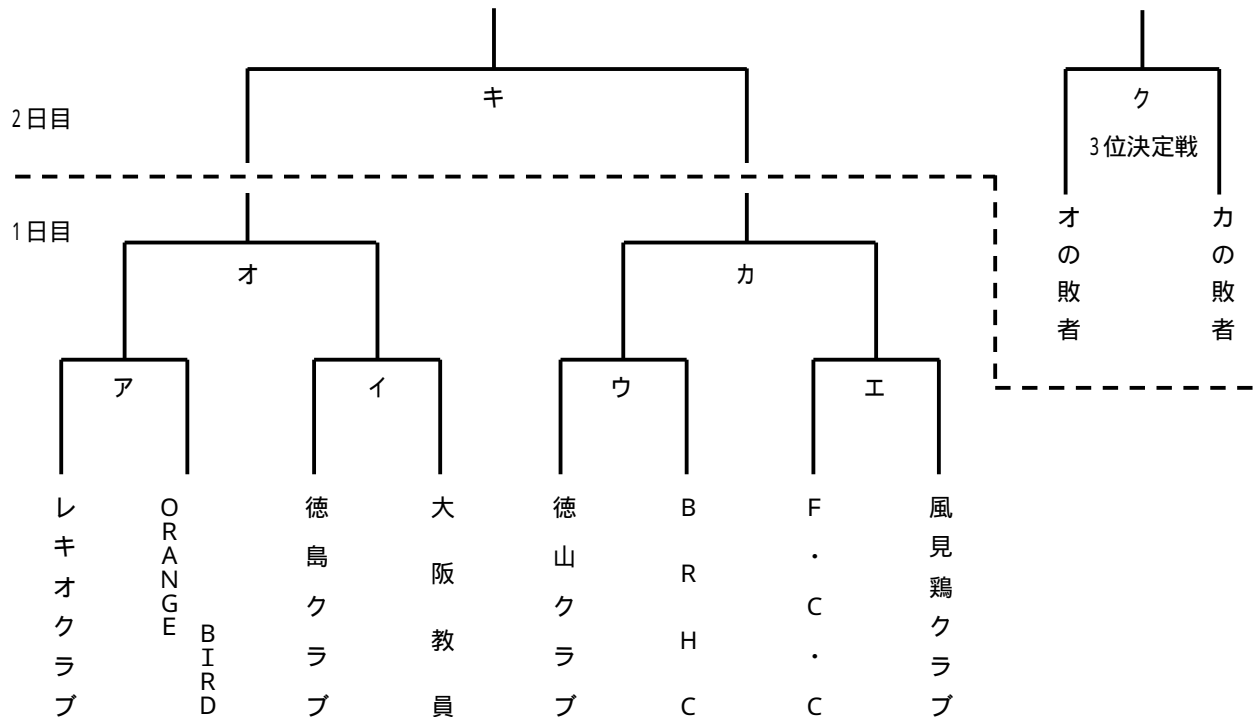 キ
ク
2日目
3位決定戦
1日目
オの敗者
カの敗者
オ
カ
ア
イ
ウ
エ
レキオクラブ
ORANGE
BIRD
徳島クラブ
大阪教員
徳山クラブ
BRHC
F・C・C
風見鶏クラブ